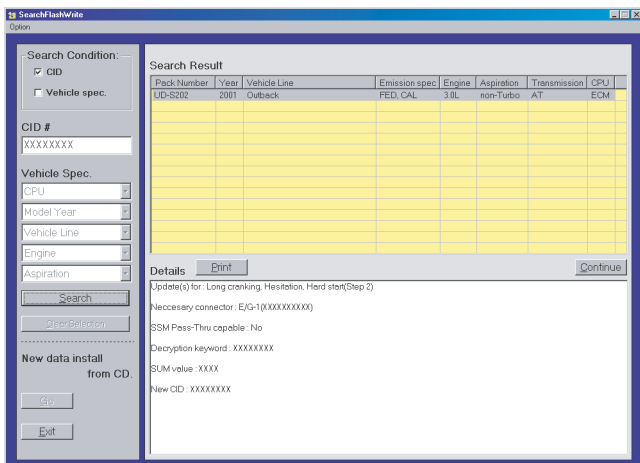 SearchFlashWrite
Option
Search Condition:
CID
Vehicle spec.
CID #
XXXXXXXX
Vehicle Spec.
CPU
Model Year
Vehicle Line
Engine
Aspiration
Search
Clear Selection
New data install
from CD.
Go
Exit
Search Result
Pack Number Year Vehicle Line Emission spec Engine Aspiration Transmission CPU
UD-S202 2001 Outback FED, CAL 3.0L non-Turbo AT ECM
Details Print Continue
Update(s) for : Long cranking, Hesitation, Hard start(Step 2)
Neccesary connector : E/G-1(XXXXXXXXXX)
SSM Pass-Thru capable : No
Decryption keyword : XXXXXXXX
SUM value : XXXX
New CID : XXXXXXXX